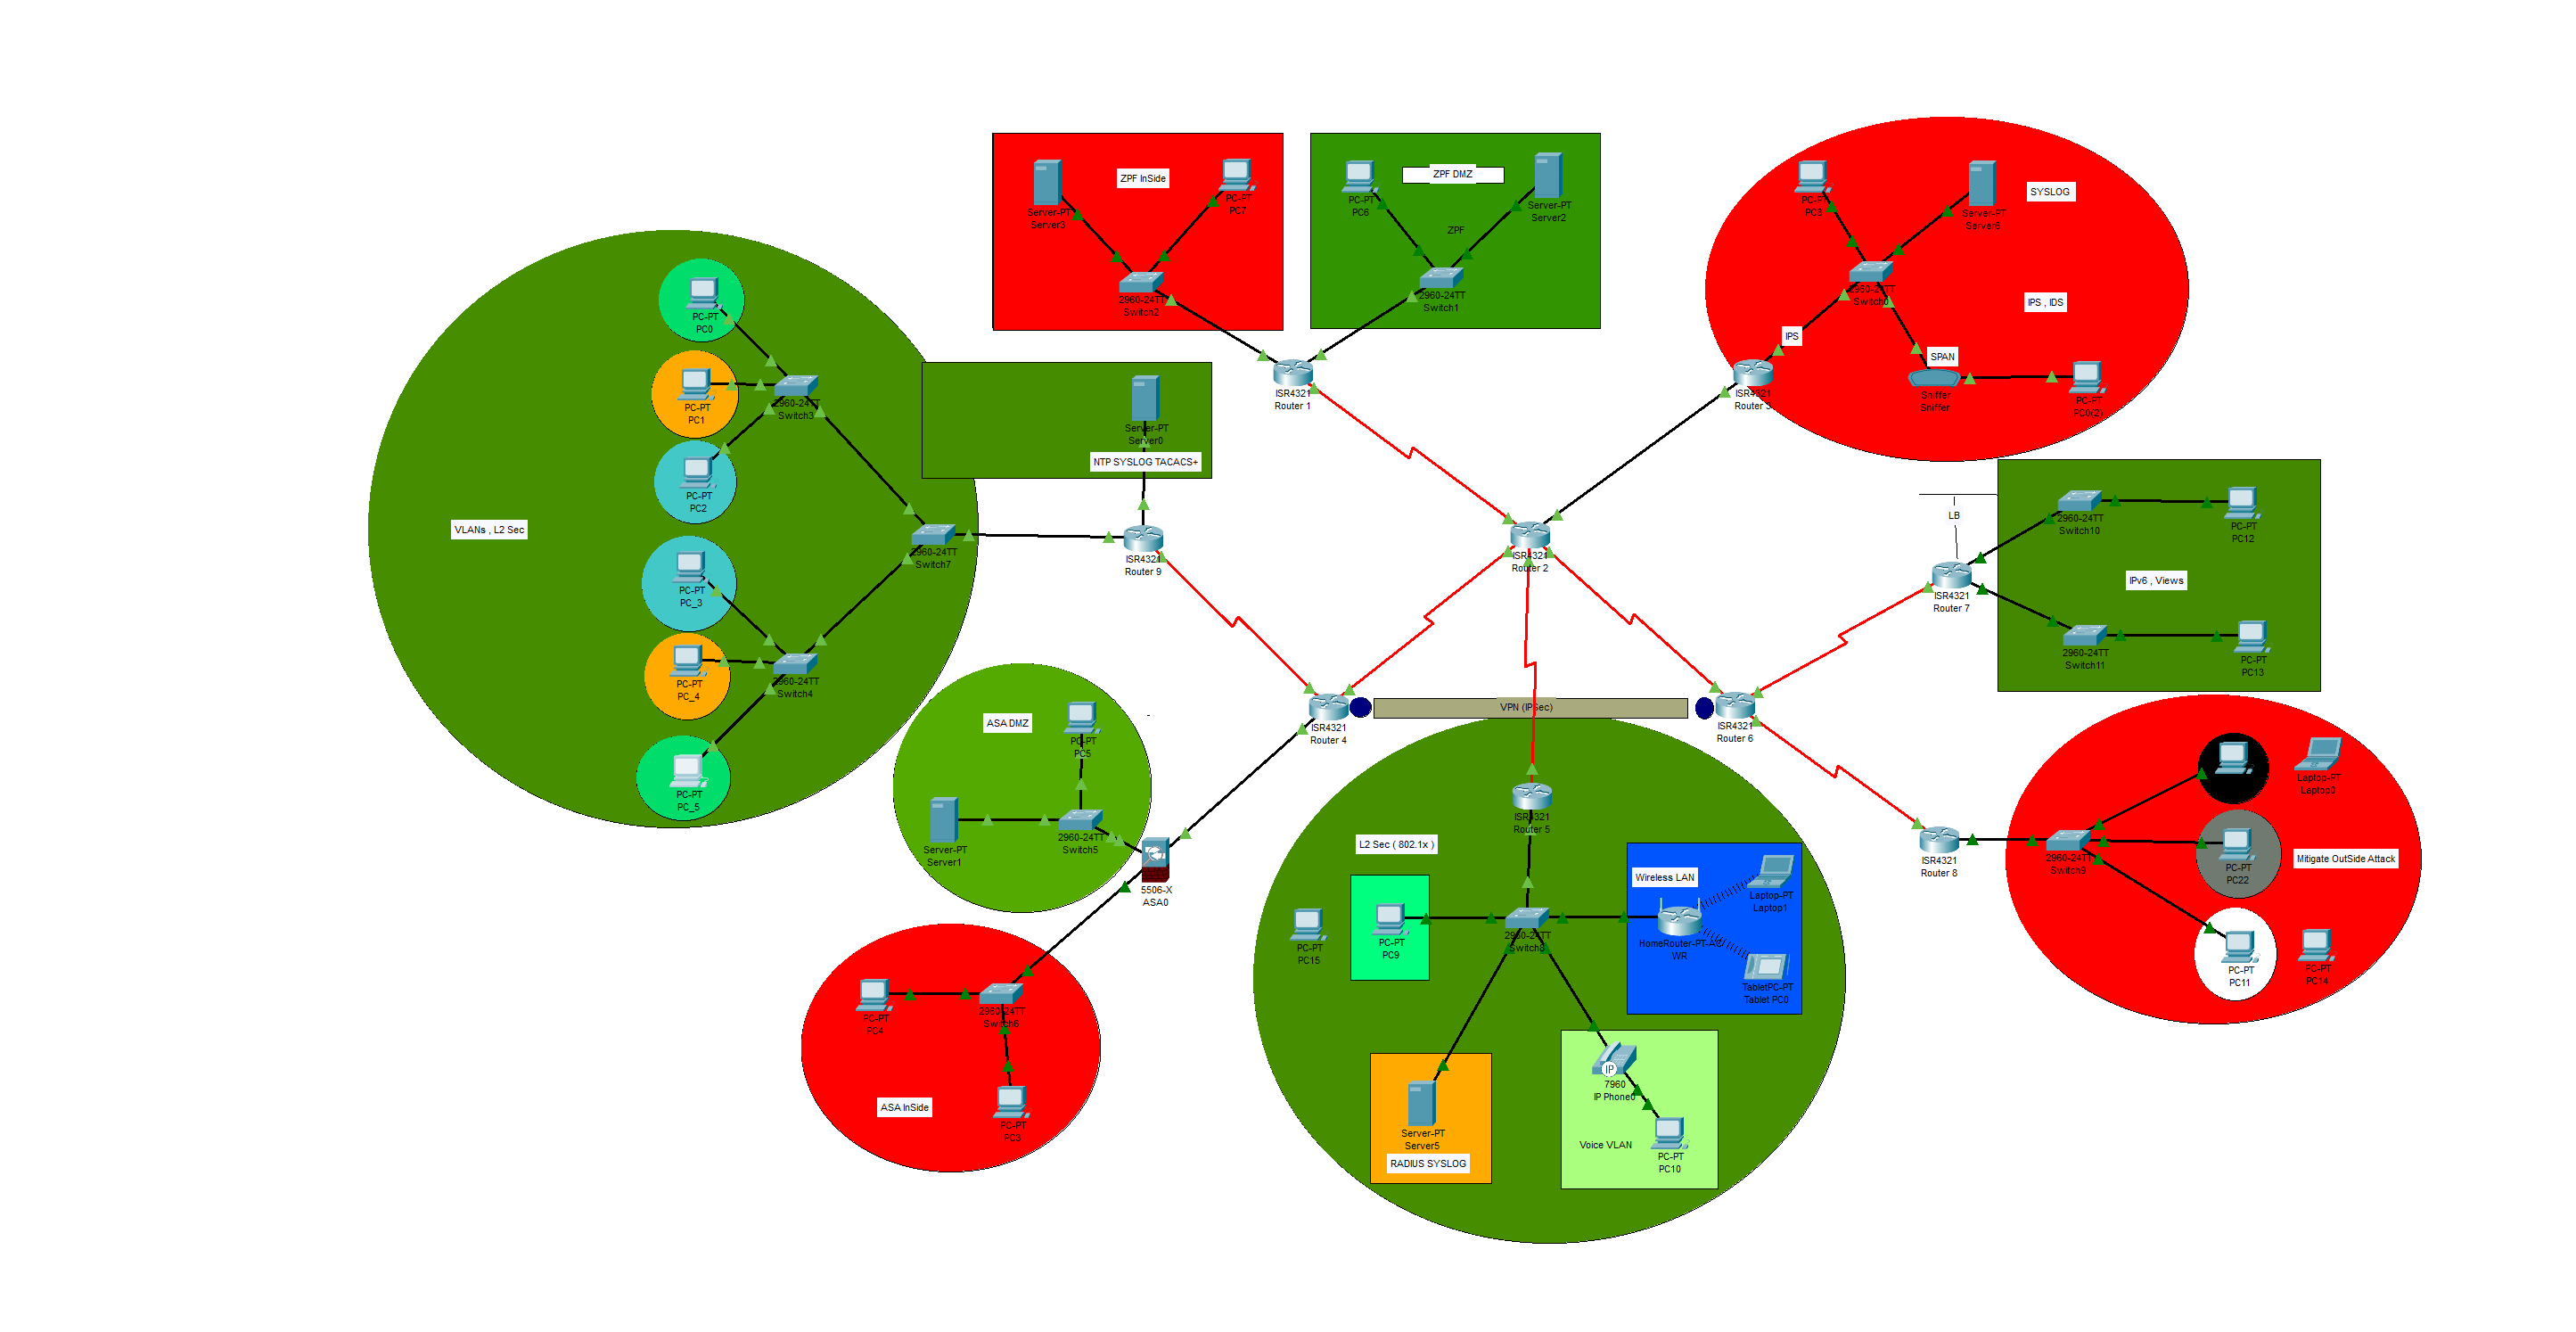 ZPF InSide
Server-PT
Server3
PC-PT
PC7
2960-24TT
Switch2
ZPF DMZ
PC-PT
PC6
Server-PT
Server2
ZPF
2960-24TT
Switch1
PC-PT
PC8
Server-PT
Server6
SYSLOG
2960-24TT
Switch0
IPS , IDS
IPS
SPAN
Sniffer
Sniffer
PC-PT
PC0(2)
ISR4321
Router 1
ISR4321
Router 3
PC-PT
PC0
PC-PT
PC1
2960-24TT
Switch3
PC-PT
PC2
VLANs , L2 Sec
PC-PT
PC_3
PC-PT
PC_4
2960-24TT
Switch4
PC-PT
PC_5
2960-24TT
Switch7
Server-PT
Server0
NTP SYSLOG TACACS+
ISR4321
Router 9
ISR4321
Router 2
LB
ISR4321
Router 7
2960-24TT
Switch10
PC-PT
PC12
IPv6 , Views
2960-24TT
Switch11
PC-PT
PC13
ISR4321
Router 4
VPN (IPSec)
ISR4321
Router 6
ASA DMZ
PC-PT
PC5
Server-PT
Server1
2960-24TT
Switch5
5506-X
ASA0
ASA InSide
PC-PT
PC4
2960-24TT
Switch6
PC-PT
PC3
ISR4321
Router 5
L2 Sec ( 802.1x )
PC-PT
PC15
PC-PT
PC9
2960-24TT
Switch8
Wireless LAN
Laptop-PT
Laptop1
HomeRouter-PT-AC
WR
TabletPC-PT
Tablet PC0
Server-PT
Server5
RADIUS SYSLOG
IP
7960
IP Phone0
Voice VLAN
PC-PT
PC10
ISR4321
Router 8
2960-24TT
Switch9
Laptop-PT
Laptop0
PC-PT
PC22
Mitigate OutSide Attack
PC-PT
PC11
PC-PT
PC14